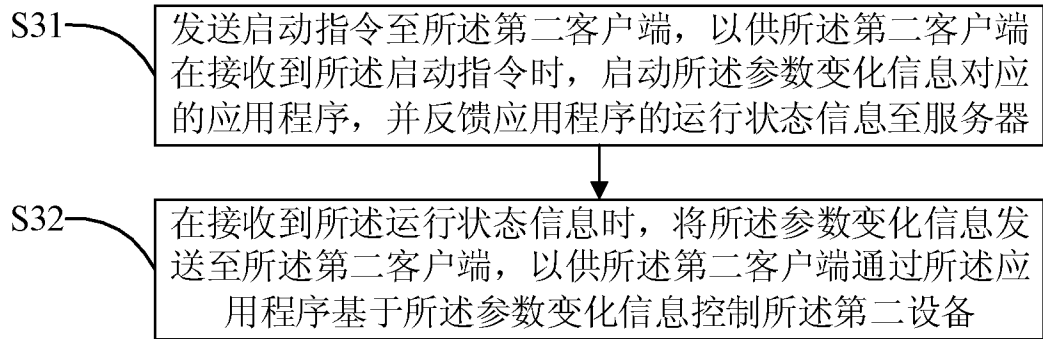 S31
发送启动指令至所述第二客户端，以供所述第二客户端
在接收到所述启动指令时，启动所述参数变化信息对应
的应用程序，并反馈应用程序的运行状态信息至服务器
S32
在接收到所述运行状态信息时，将所述参数变化信息发
送至所述第二客户端，以供所述第二客户端通过所述应
用程序基于所述参数变化信息控制所述第二设备